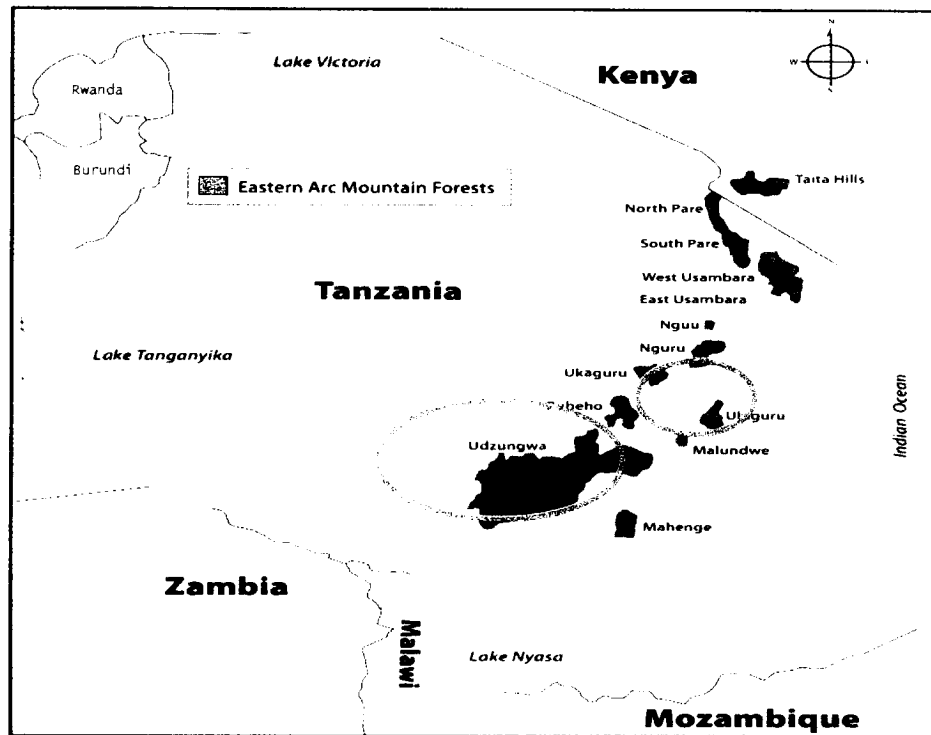 N
Lake Victoria
Kenya
W
S
Rwanda
Burundi
Eastern Arc Mountain Forests
Taita Hills
North Pare
South Pare
West Usambara
East Usambara
Tanzania
Nguu
Lake Tanganyika
Nguru
Ukaguru
Indian Ocean
Uluguru
Udzungwa
Malundwe
Mahenge
Zambia
Malawi
Lake Nyasa
Mozambique